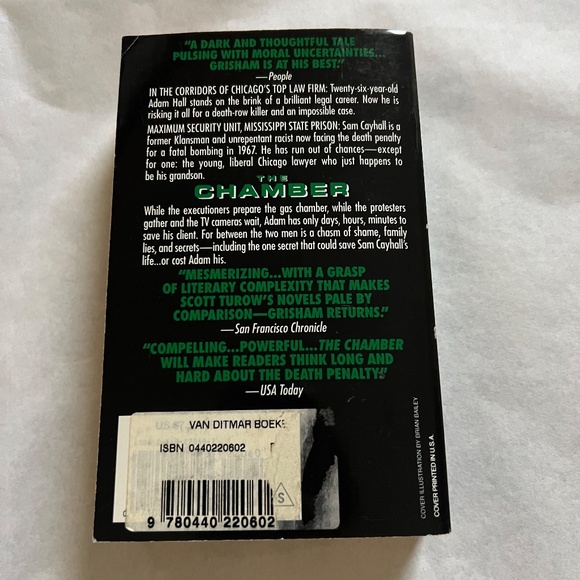 “A DARK AND THOUGHTFUL TALE
PULSING WITH MORAL UNCERTAINTIES...
GRISHAM IS AT HIS BEST.”
—People
IN THE CORRIDORS OF CHICAGO'S TOP LAW FIRM: Twenty-six-year-old
Adam Hall stands on the brink of a brilliant legal career. Now he is
risking it all for a death-row killer and an impossible case.
MAXIMUM SECURITY UNIT, MISSISSIPPI STATE PRISON: Sam Cayhall is a
former Klansman and unrepentant racist now facing the death penalty
for a fatal bombing in 1967. He has run out of chances—except
for one: the young, liberal Chicago lawyer who just happens to
be his grandson.
THE
CHAMBER
While the executioners prepare the gas chamber, while the protesters
gather and the TV cameras wait, Adam has only days, hours, minutes to
save his client. For between the two men is a chasm of shame, family
lies, and secrets—including the one secret that could save Sam Cayhall's
life...or cost Adam his.
“MESMERIZING...WITH A GRASP
OF LITERARY COMPLEXITY THAT MAKES
SCOTT TUROW'S NOVELS PALE BY
COMPARISON—GRISHAM RETURNS.”
—San Francisco Chronicle
“COMPELLING...POWERFUL...THE CHAMBER
WILL MAKE READERS THINK LONG AND
HARD ABOUT THE DEATH PENALTY.”
—USA Today
VAN DITMAR BOEKE
ISBN 0440220602
S
9 780440 220602
COVER ILLUSTRATION BY BRIAN BAILEY
COVER PRINTED IN U.S.A.